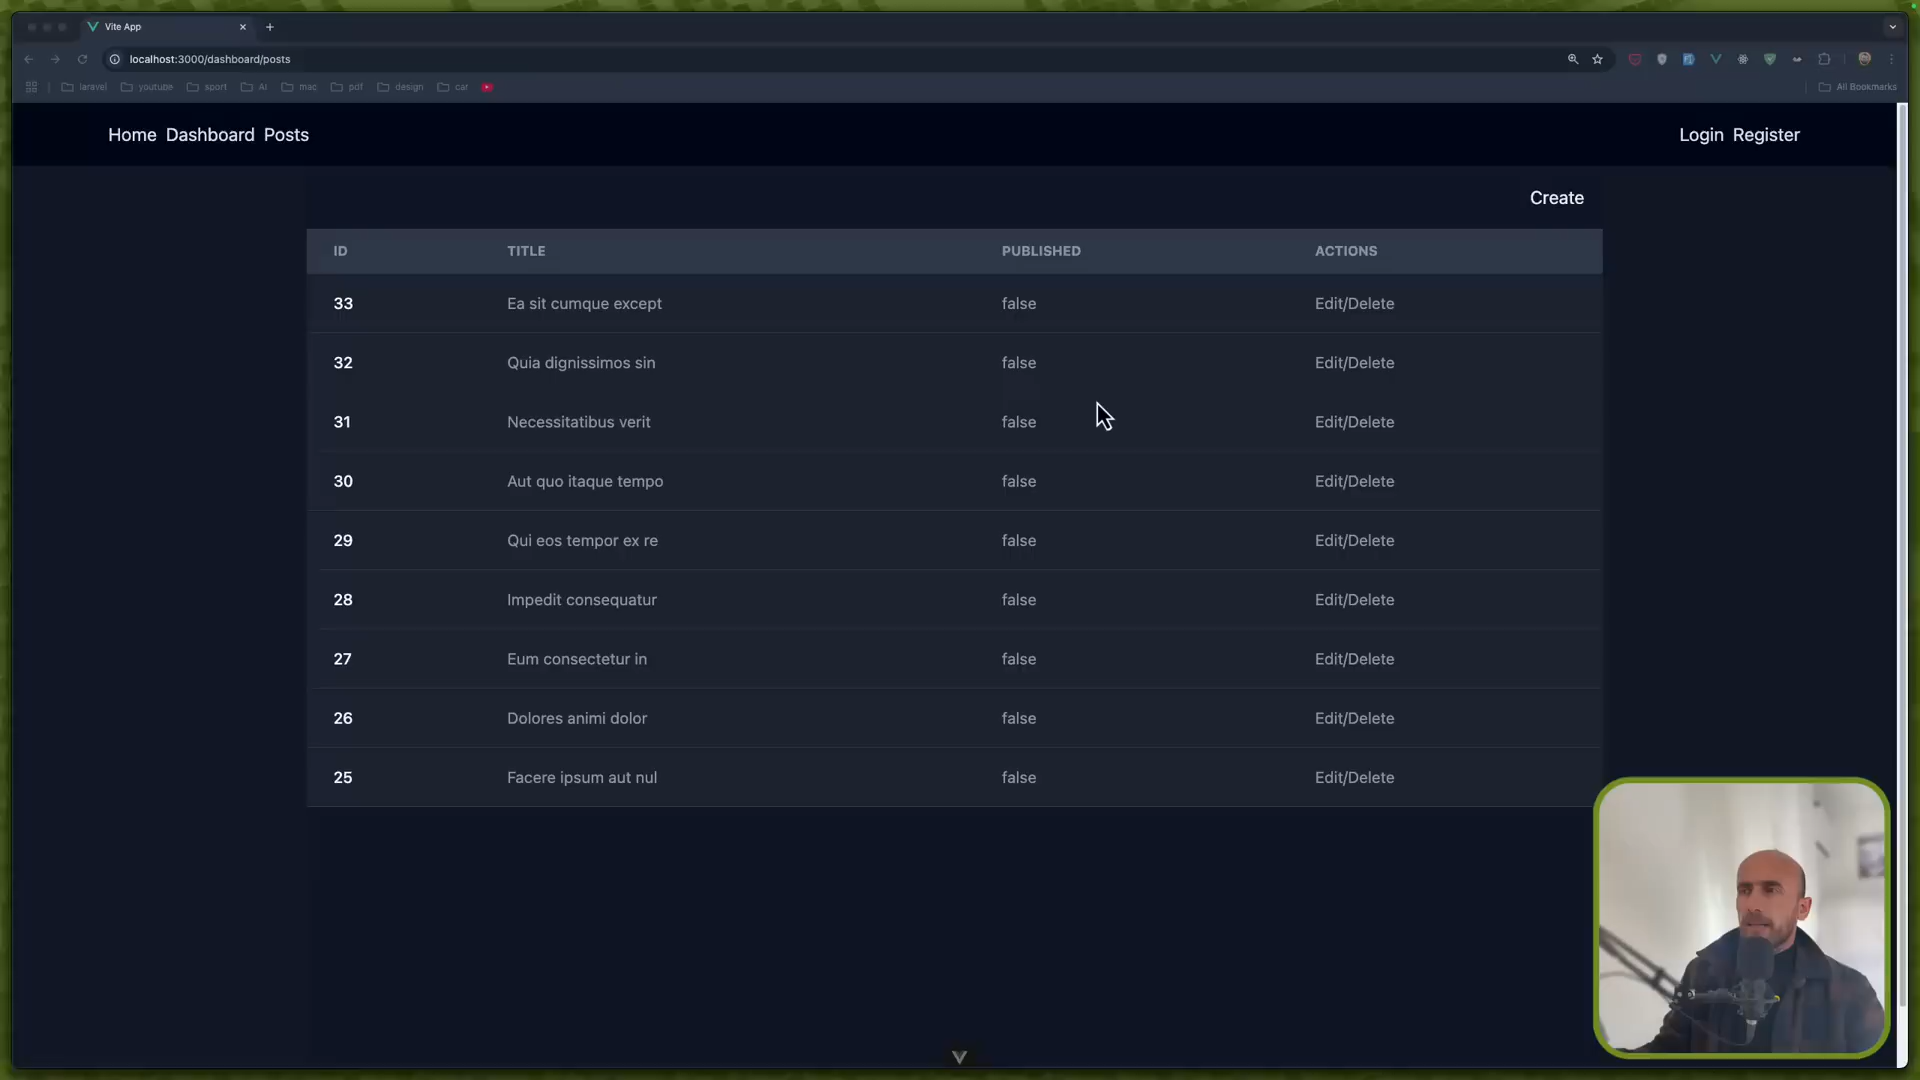 Vite App
localhost:3000/dashboard/posts
laravel youtube sport AI mac pdf design car All Bookmarks
Home Dashboard Posts Login Register
Create
ID TITLE PUBLISHED ACTIONS
33 Ea sit cumque except false Edit/Delete
32 Quia dignissimos sin false Edit/Delete
31 Necessitatibus verit false Edit/Delete
30 Aut quo itaque tempo false Edit/Delete
29 Qui eos tempor ex re false Edit/Delete
28 Impedit consequatur false Edit/Delete
27 Eum consectetur in false Edit/Delete
26 Dolores animi dolor false Edit/Delete
25 Facere ipsum aut nul false Edit/Delete